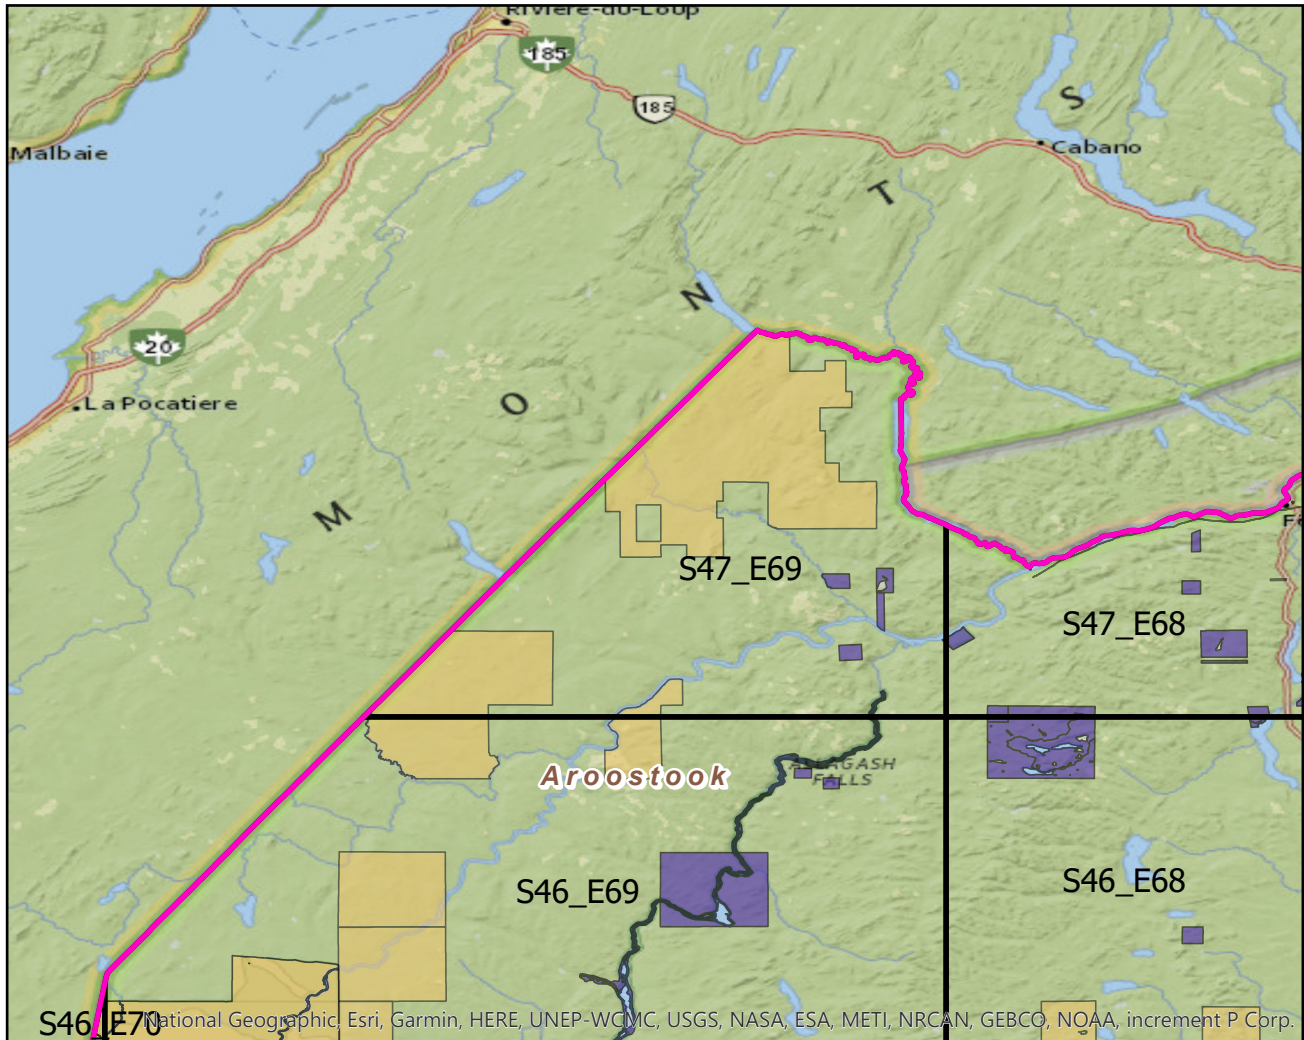 Rivière-du-Loup
185
185
S
Malbaie
Cabano
T
N
20
La Pocatiere
O
M
S47_E69
S47_E68
ALLAGASH
FALLS
Aroostook
S46_E69
S46_E68
S46_E70
National Geographic, Esri, Garmin, HERE, UNEP-WCMC, USGS, NASA, ESA, METI, NRCAN, GEBCO, NOAA, increment P Corp.